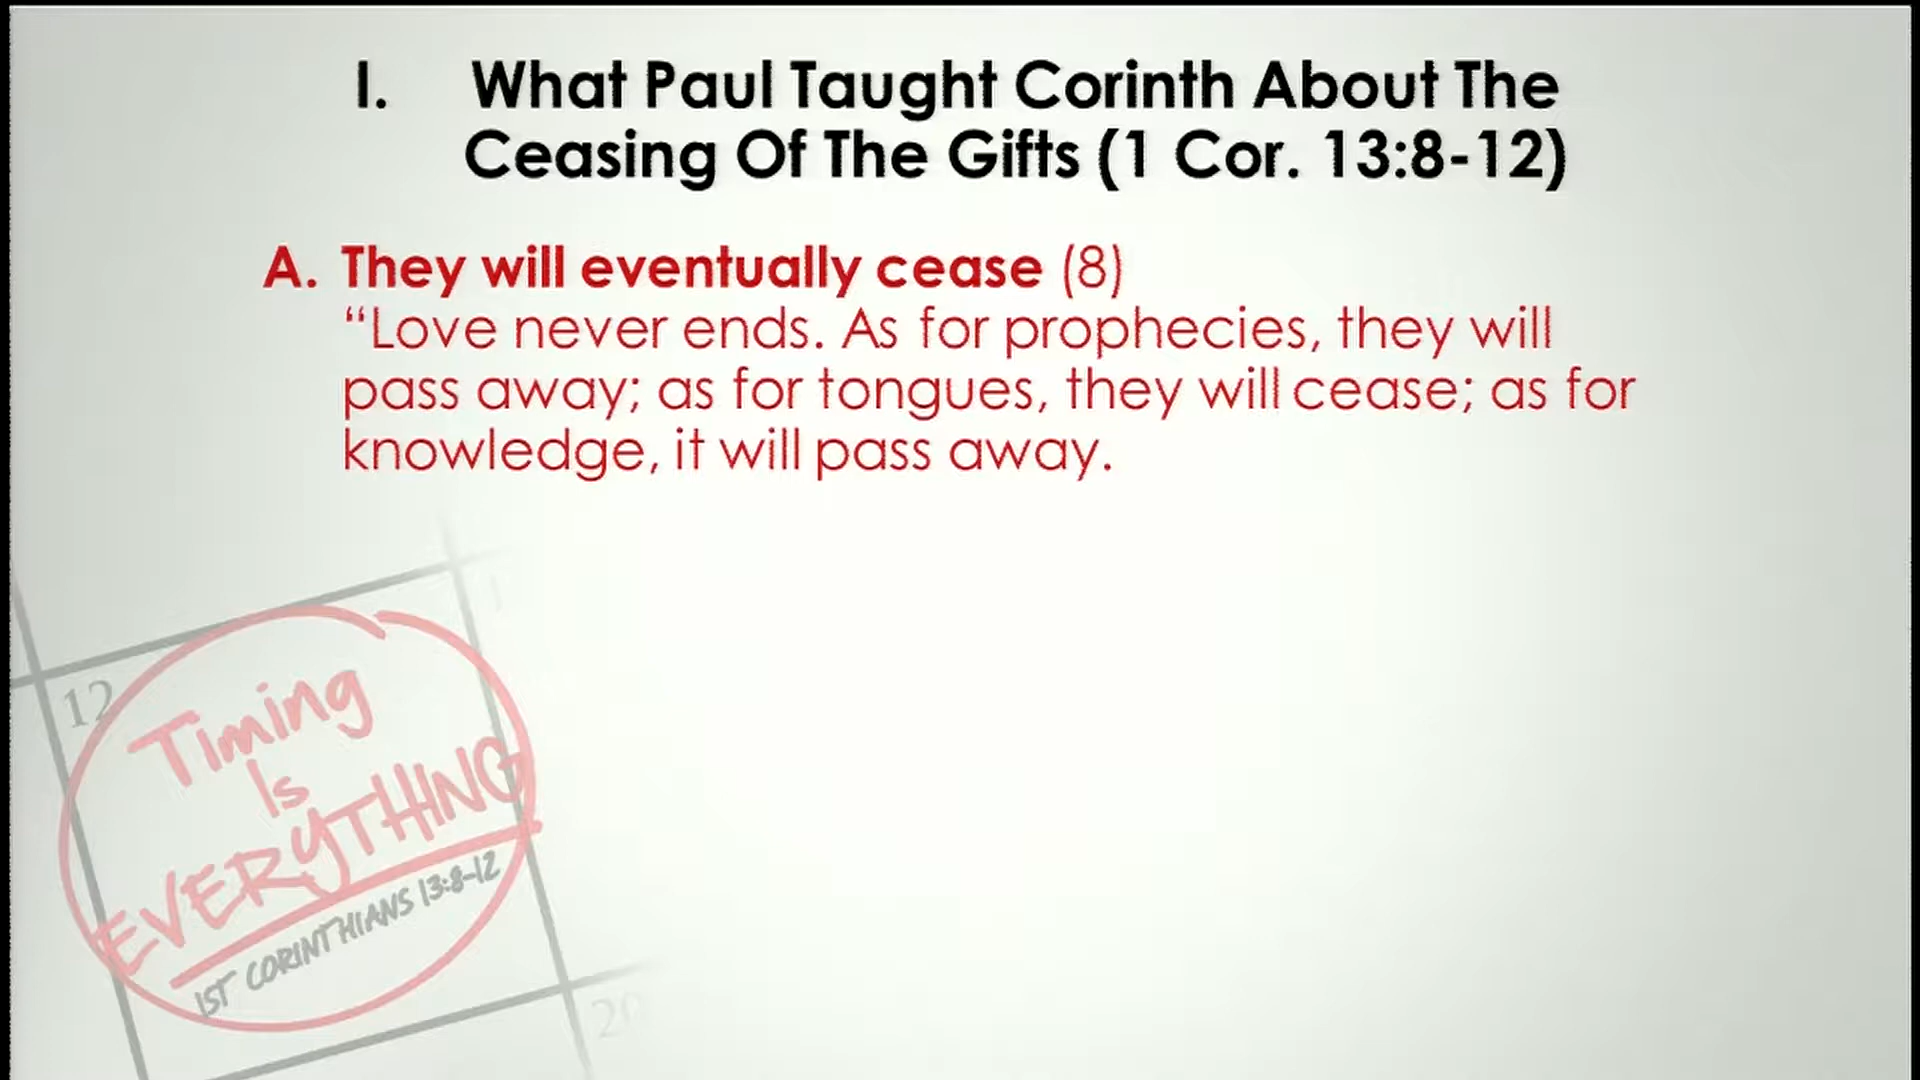 I. What Paul Taught Corinth About The
Ceasing Of The Gifts (1 Cor. 13:8-12)
A. They will eventually cease (8)
“Love never ends. As for prophecies, they will
pass away; as for tongues, they will cease; as for
knowledge, it will pass away.
12
Timing
Is
EVERYTHING
1ST CORINTHIANS 13:8-12
20